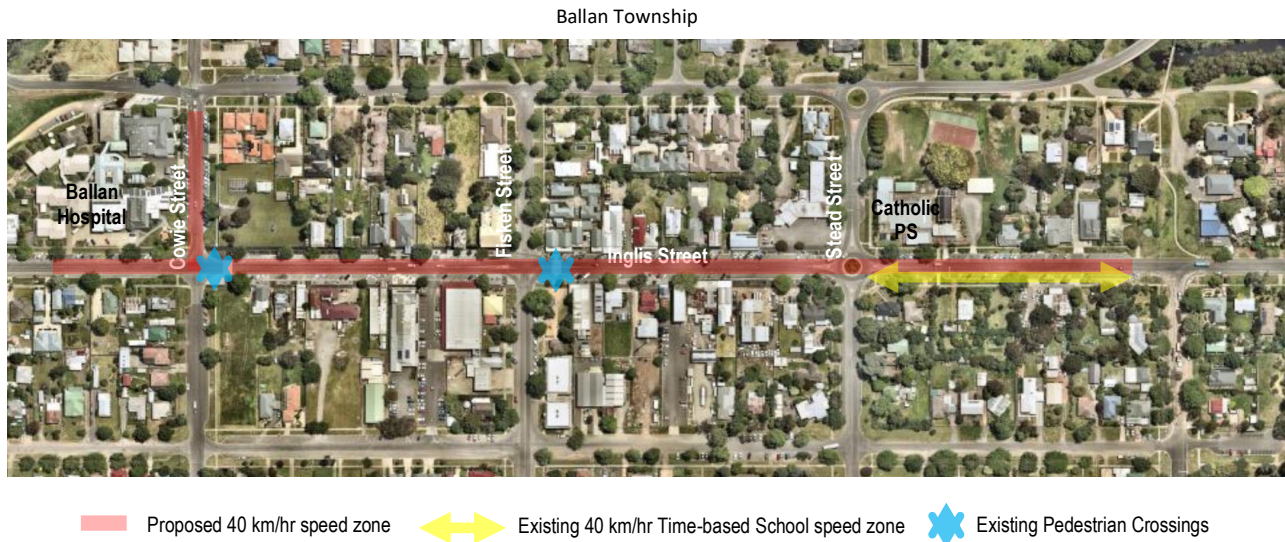 Ballan Township
Ballan
Hospital
Cowie Street
Fisken Street
Inglis Street
Stead Street
Catholic
PS
Proposed 40 km/hr speed zone
Existing 40 km/hr Time-based School speed zone
Existing Pedestrian Crossings